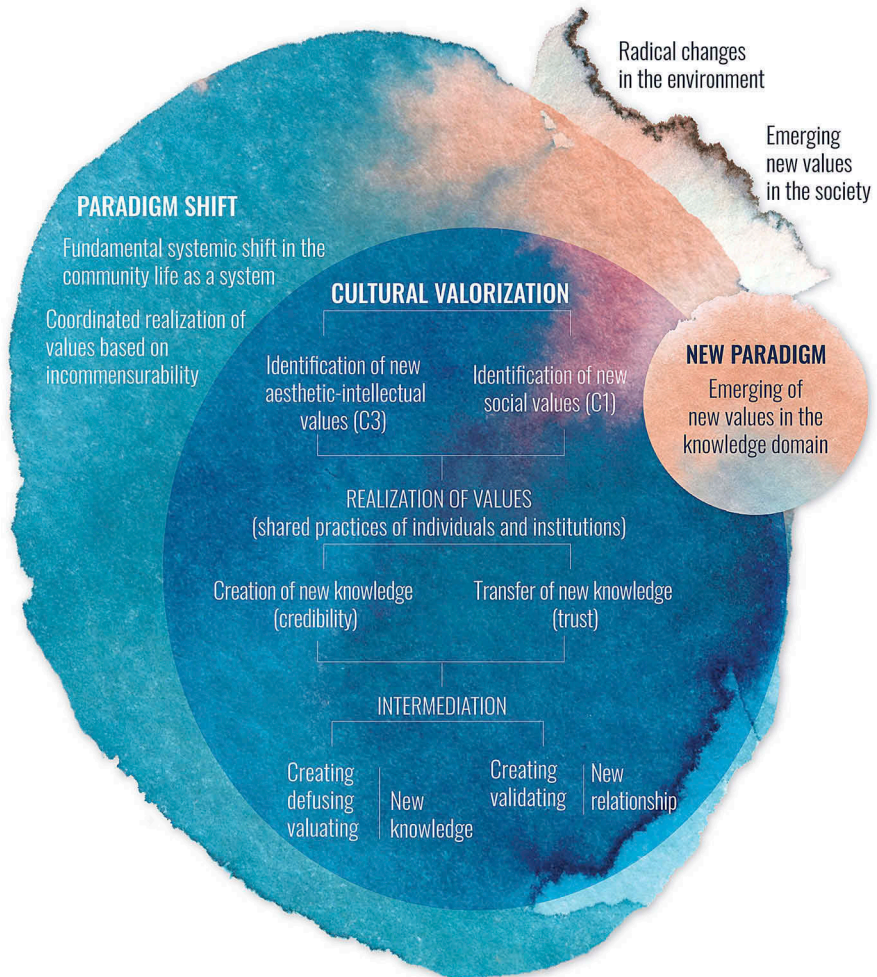 Radical changes
in the environment
Emerging
new values
in the society
PARADIGM SHIFT
Fundamental systemic shift in the
community life as a system
Coordinated realization of
values based on
incommensurability
CULTURAL VALORIZATION
Identification of new
aesthetic-intellectual
values (C3)
Identification of new
social values (C1)
NEW PARADIGM
Emerging of
new values in the
knowledge domain
REALIZATION OF VALUES
(shared practices of individuals and institutions)
Creation of new knowledge
(credibility)
Transfer of new knowledge
(trust)
INTERMEDIATION
Creating
defusing
valuating
New
knowledge
Creating
validating
New
relationship